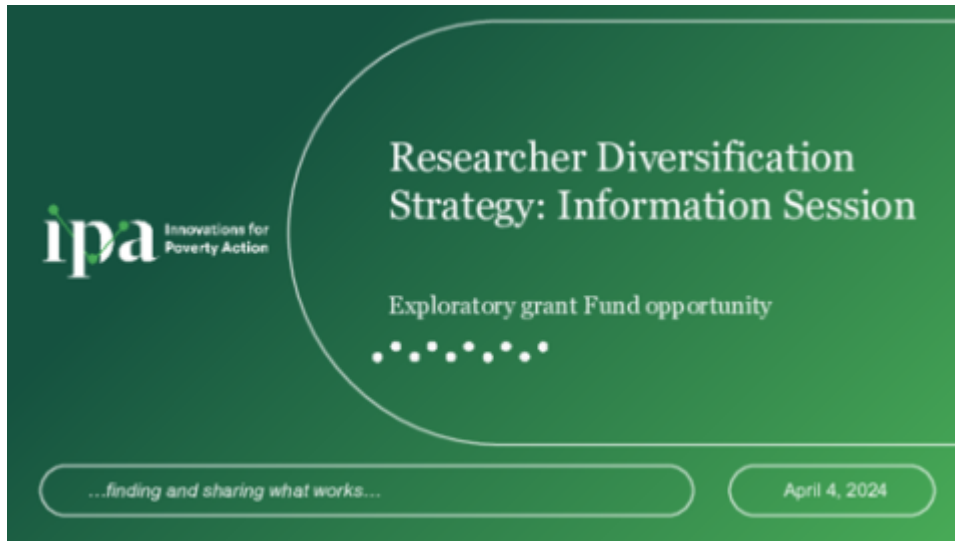 Researcher Diversification
Strategy: Information Session
ipa
Innovations for
Poverty Action
Exploratory grant Fund opportunity
...finding and sharing what works...
April 4, 2024